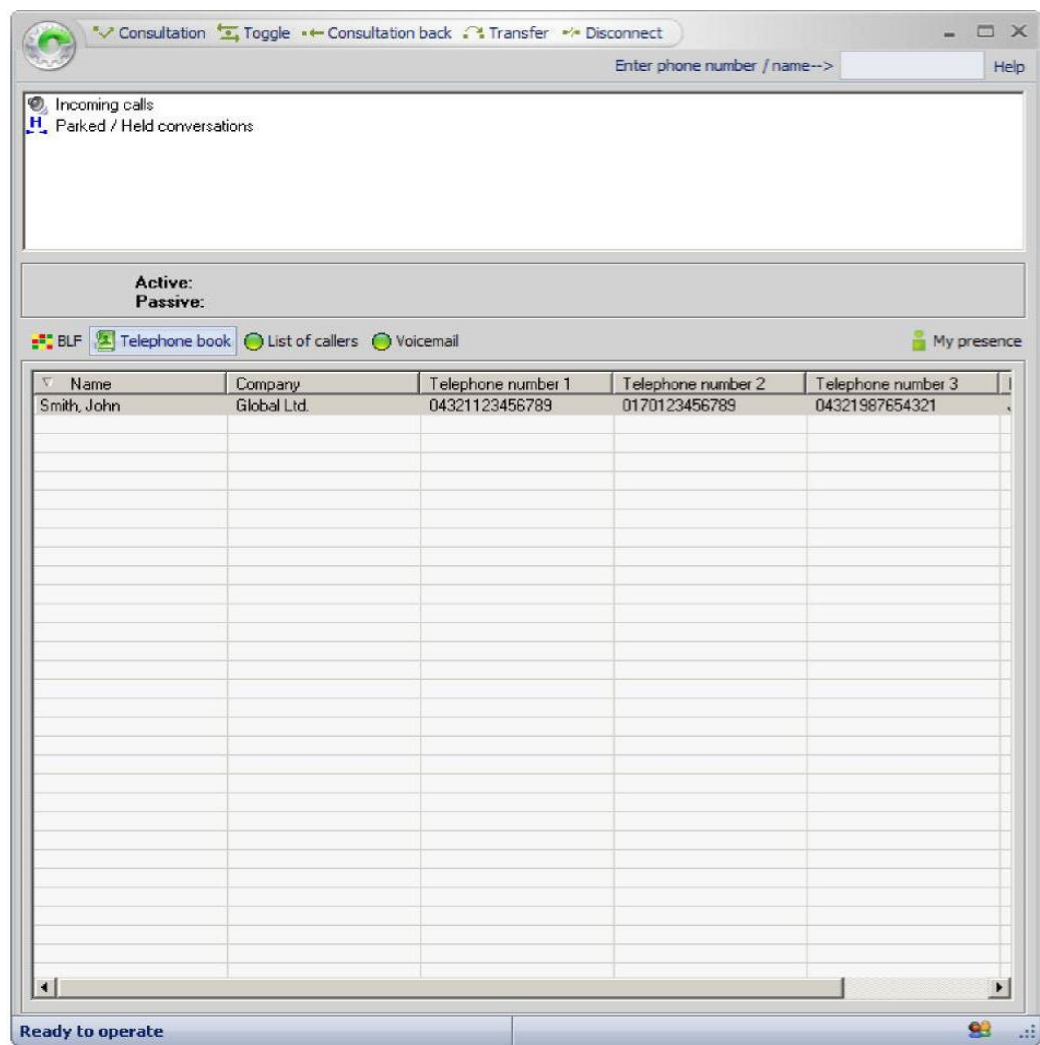 Consultation Toggle Consultation back Transfer Disconnect
Enter phone number / name--> Help
Incoming calls
H Parked / Held conversations
Active:
Passive:
BLF Telephone book List of callers Voicemail My presence
Name Company Telephone number 1 Telephone number 2 Telephone number 3
Smith, John Global Ltd. 04321123456789 0170123456789 04321987654321
Ready to operate